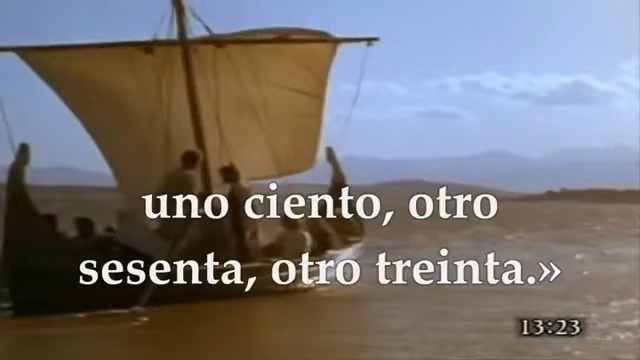 uno ciento, otro
sesenta, otro treinta.»
13:23